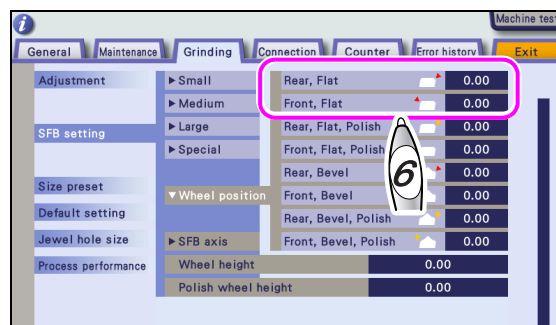 i
Machine test
General Maintenance Grinding Connection Counter Error history Exit
Adjustment
▶Small
Rear, Flat 0.00
▶Medium
Front, Flat 0.00
SFB setting
▶Large
Rear, Flat, Polish 0.00
▶Special
Front, Flat, Polish 0.00
Rear, Bevel 0.00
6
Size preset
▼Wheel position
Front, Bevel 0.00
Default setting
Rear, Bevel, Polish 0.00
Jewel hole size
▶SFB axis
Front, Bevel, Polish 0.00
Process performance
Wheel height 0.00
Polish wheel height 0.00